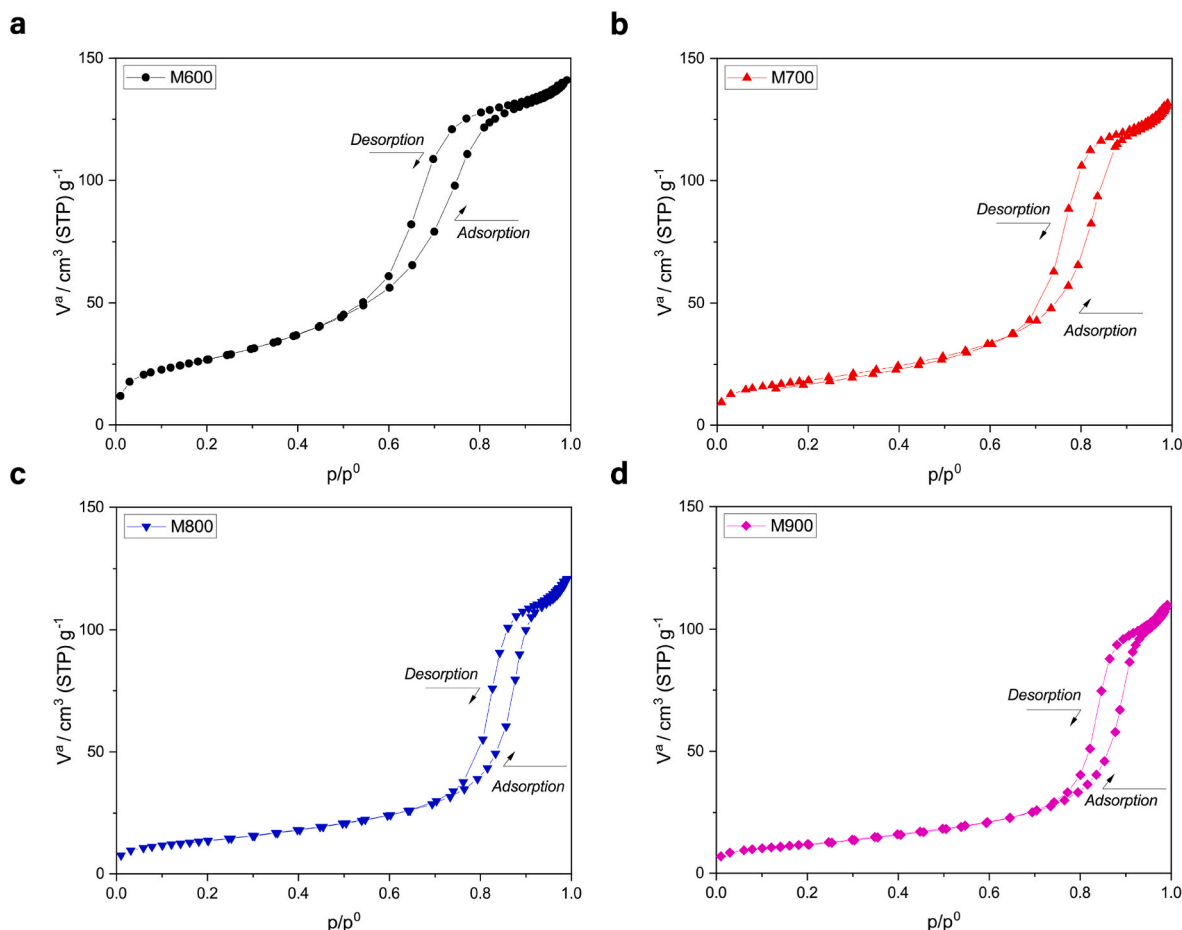 a
150
M600
Desorption
100
Adsorption
50
0
0.0 0.2 0.4 0.6 0.8 1.0
Vᵃ / cm³ (STP) g⁻¹
p/p⁰
b
150
M700
100
Desorption
50
Adsorption
0
0.0 0.2 0.4 0.6 0.8 1.0
Vᵃ / cm³ (STP) g⁻¹
p/p⁰
c
150
M800
100
Desorption
50
Adsorption
0
0.0 0.2 0.4 0.6 0.8 1.0
Vᵃ / cm³ (STP) g⁻¹
p/p⁰
d
150
M900
100
Desorption
50
Adsorption
0
0.0 0.2 0.4 0.6 0.8 1.0
Vᵃ / cm³ (STP) g⁻¹
p/p⁰